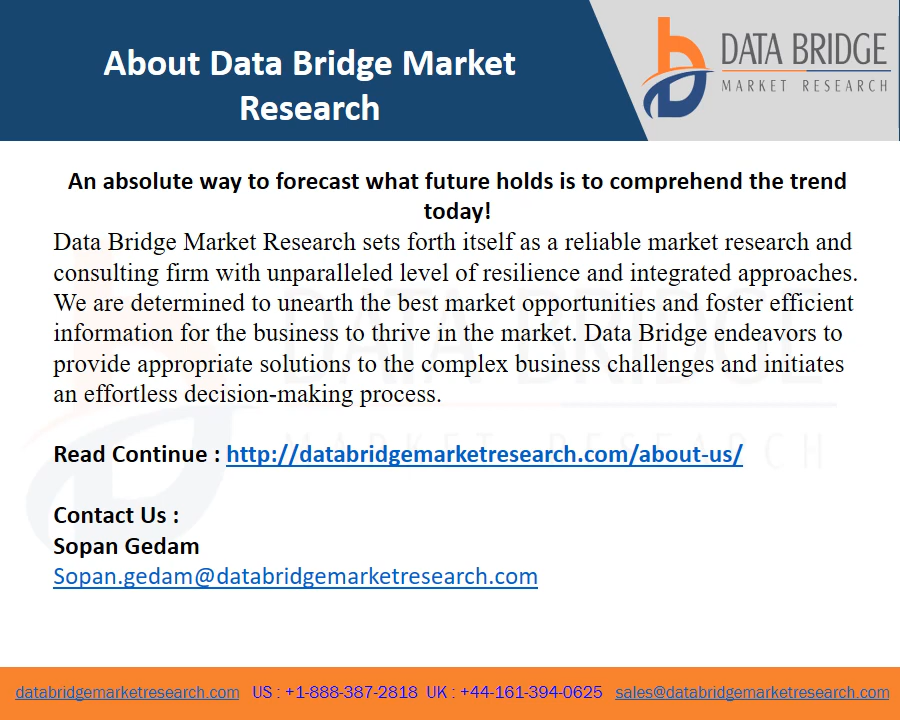 About Data Bridge Market
Research
DATA BRIDGE
MARKET RESEARCH
An absolute way to forecast what future holds is to comprehend the trend
today!
Data Bridge Market Research sets forth itself as a reliable market research and
consulting firm with unparalleled level of resilience and integrated approaches.
We are determined to unearth the best market opportunities and foster efficient
information for the business to thrive in the market. Data Bridge endeavors to
provide appropriate solutions to the complex business challenges and initiates
an effortless decision-making process.
DATA BRIDGE
MARKET RESEARCH
Read Continue : http://databridgemarketresearch.com/about-us/
Contact Us :
Sopan Gedam
Sopan.gedam@databridgemarketresearch.com
databridgemarketresearch.com US : +1-888-387-2818 UK : +44-161-394-0625 sales@databridgemarketresearch.com